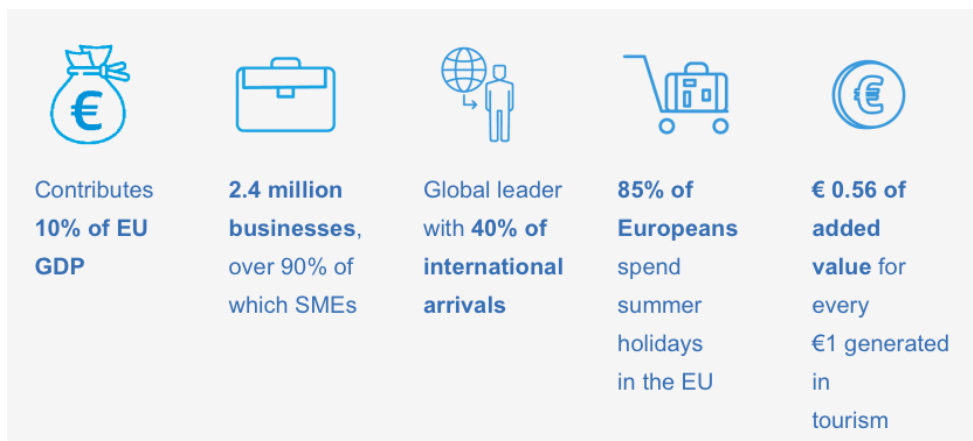 Contributes
10% of EU
GDP
2.4 million
businesses,
over 90% of
which SMEs
Global leader
with 40% of
international
arrivals
85% of
Europeans
spend
summer
holidays
in the EU
€ 0.56 of
added
value for
every
€1 generated
in
tourism